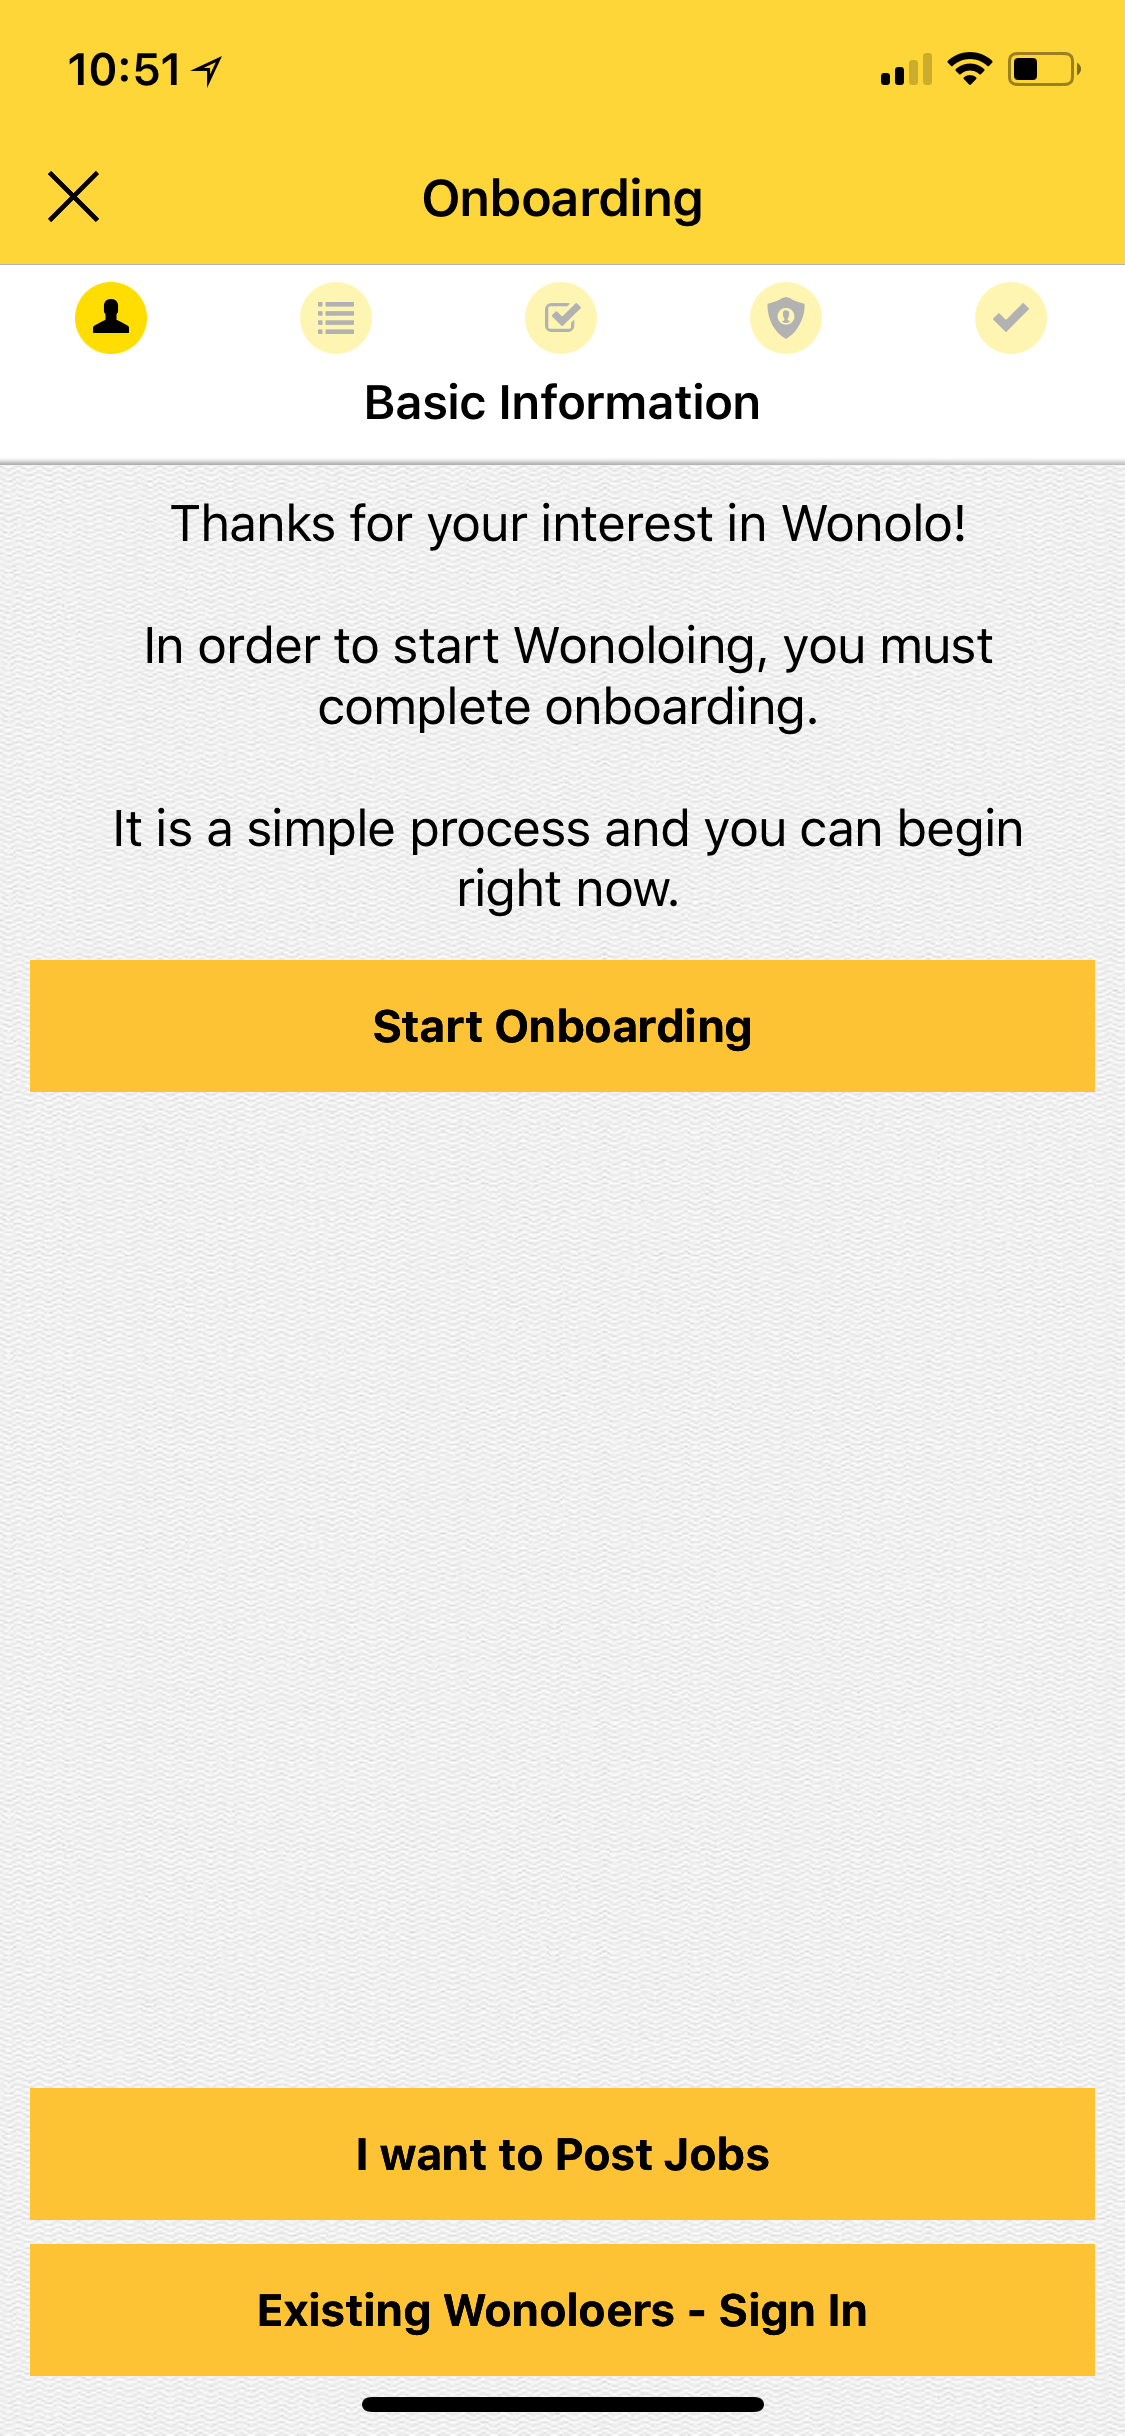 10:51
Onboarding
Basic Information
Thanks for your interest in Wonolo!
In order to start Wonoloing, you must
complete onboarding.
It is a simple process and you can begin
right now.
Start Onboarding
I want to Post Jobs
Existing Wonoloers - Sign In